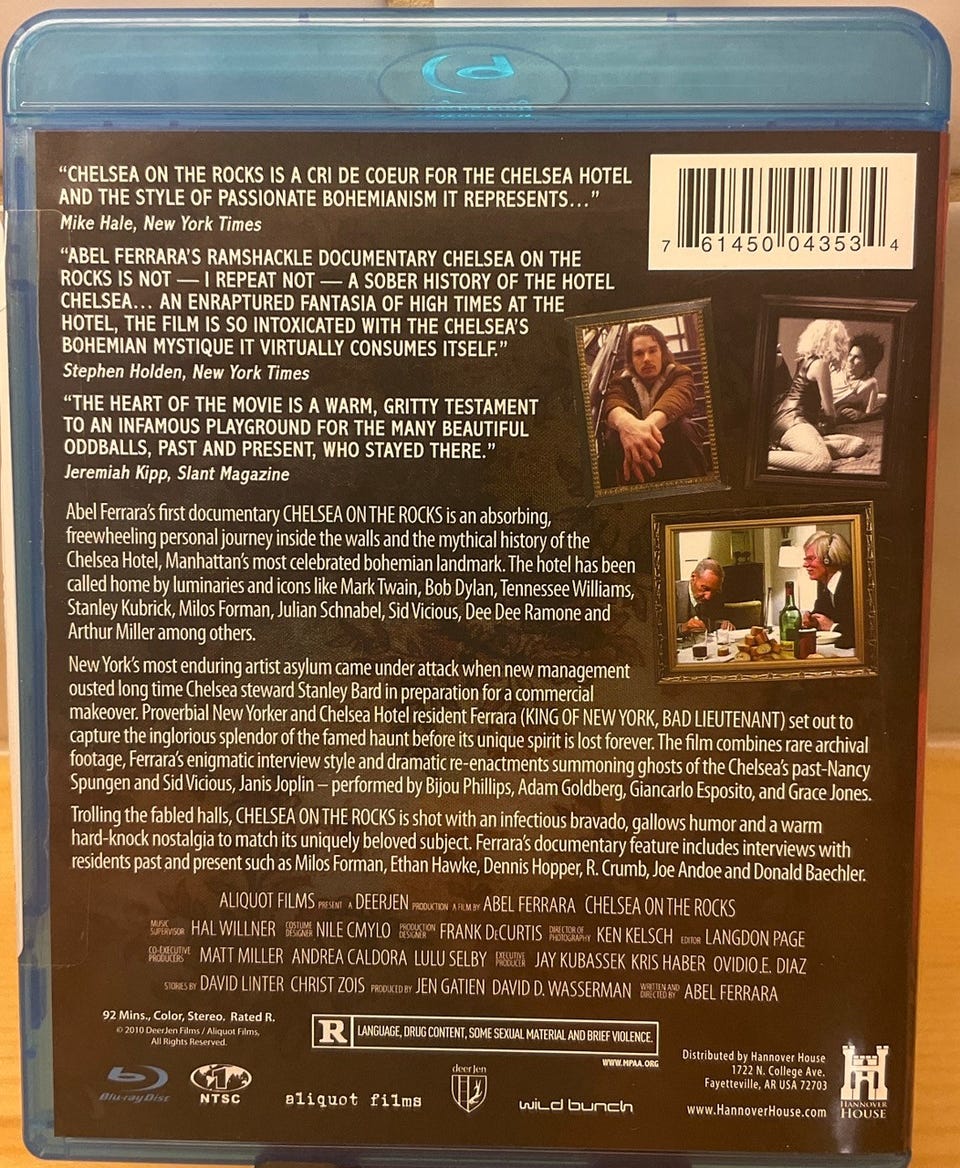 “CHELSEA ON THE ROCKS IS A CRI DE COEUR FOR THE CHELSEA HOTEL
AND THE STYLE OF PASSIONATE BOHEMIANISM IT REPRESENTS...”
Mike Hale, New York Times
“ABEL FERRARA’S RAMSHACKLE DOCUMENTARY CHELSEA ON THE
ROCKS IS NOT — I REPEAT NOT — A SOBER HISTORY OF THE HOTEL
CHELSEA... AN ENRAPTURED FANTASIA OF HIGH TIMES AT THE
HOTEL, THE FILM IS SO INTOXICATED WITH THE CHELSEA’S
BOHEMIAN MYSTIQUE IT VIRTUALLY CONSUMES ITSELF.”
Stephen Holden, New York Times
“THE HEART OF THE MOVIE IS A WARM, GRITTY TESTAMENT
TO AN INFAMOUS PLAYGROUND FOR THE MANY BEAUTIFUL
ODDBALLS, PAST AND PRESENT, WHO STAYED THERE.”
Jeremiah Kipp, Slant Magazine
7 61450 04353 4
Abel Ferrara’s first documentary CHELSEA ON THE ROCKS is an absorbing,
freewheeling personal journey inside the walls and the mythical history of the
Chelsea Hotel, Manhattan’s most celebrated bohemian landmark. The hotel has been
called home by luminaries and icons like Mark Twain, Bob Dylan, Tennessee Williams,
Stanley Kubrick, Milos Forman, Julian Schnabel, Sid Vicious, Dee Dee Ramone and
Arthur Miller among others.
New York’s most enduring artist asylum came under attack when new management
ousted long time Chelsea steward Stanley Bard in preparation for a commercial
makeover. Proverbial New Yorker and Chelsea Hotel resident Ferrara (KING OF NEW YORK, BAD LIEUTENANT) set out to
capture the inglorious splendor of the famed haunt before its unique spirit is lost forever. The film combines rare archival
footage, Ferrara’s enigmatic interview style and dramatic re-enactments summoning ghosts of the Chelsea’s past-Nancy
Spungen and Sid Vicious, Janis Joplin – performed by Bijou Phillips, Adam Goldberg, Giancarlo Esposito, and Grace Jones.
Trolling the fabled halls, CHELSEA ON THE ROCKS is shot with an infectious bravado, gallows humor and a warm
hard-knock nostalgia to match its uniquely beloved subject. Ferrara’s documentary feature includes interviews with
residents past and present such as Milos Forman, Ethan Hawke, Dennis Hopper, R. Crumb, Joe Andoe and Donald Baechler.
ALIQUOT FILMS PRESENT A DEERJEN PRODUCTION A FILM BY ABEL FERRARA CHELSEA ON THE ROCKS
MUSIC SUPERVISOR HAL WILLNER COSTUME DESIGNER NILE CMYLO PRODUCTION DESIGNER FRANK DECURTIS DIRECTOR OF PHOTOGRAPHY KEN KELSCH EDITOR LANGDON PAGE
CO-EXECUTIVE PRODUCERS MATT MILLER ANDREA CALDORA LULU SELBY EXECUTIVE PRODUCER JAY KUBASSEK KRIS HABER OVIDIO.E. DIAZ
STORIES BY DAVID LINTER CHRIST ZOIS PRODUCED BY JEN GATIEN DAVID D. WASSERMAN WRITTEN AND DIRECTED BY ABEL FERRARA
92 Mins., Color, Stereo. Rated R.
© 2010 DeerJen Films / Aliquot Films,
All Rights Reserved.
R LANGUAGE, DRUG CONTENT, SOME SEXUAL MATERIAL AND BRIEF VIOLENCE.
WWW.MPAA.ORG
Blu-ray Disc
1
NTSC
aliquot films
deerJen
wild bunch
Distributed by Hannover House
1722 N. College Ave.
Fayetteville, AR USA 72703
www.HannoverHouse.com
HANNOVER
HOUSE